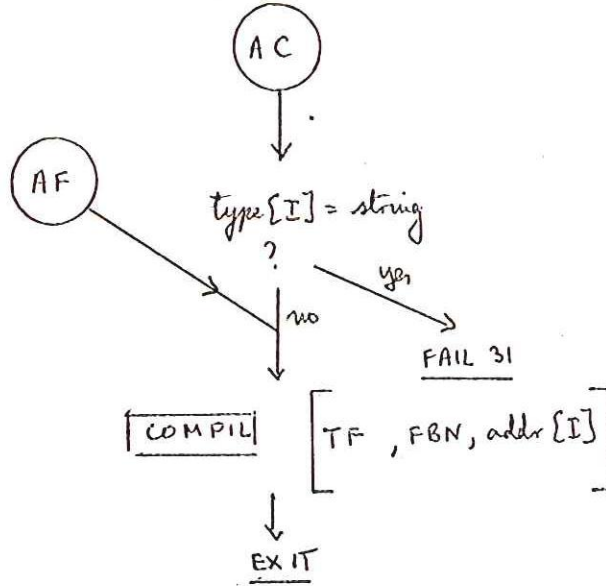 AC
AF
type[I] = string
?
yes
no
FAIL 31
COMPIL [TF , FBN, addr[I]]
EXIT